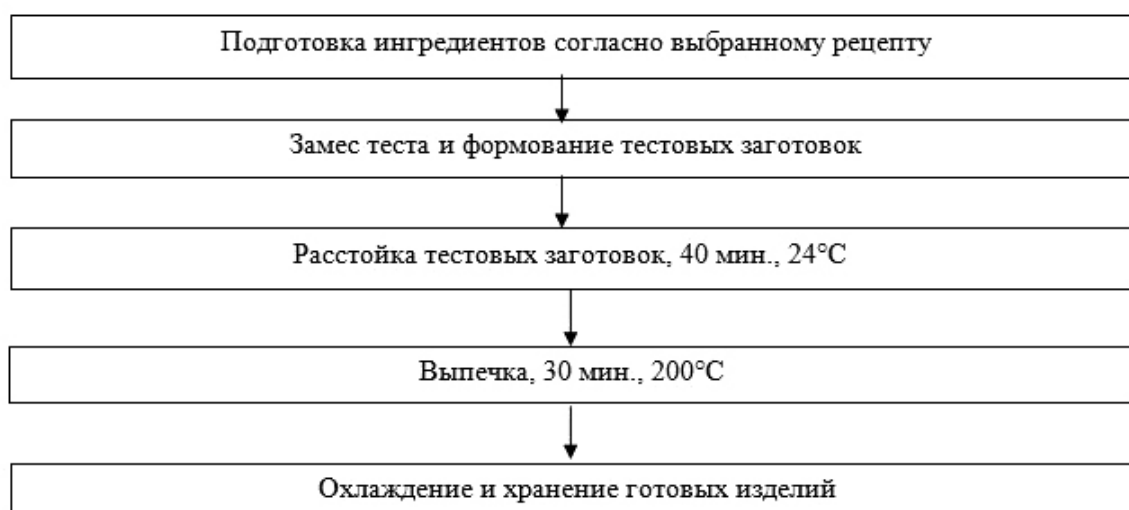 Подготовка ингредиентов согласно выбранному рецепту
Замес теста и формование тестовых заготовок
Расстойка тестовых заготовок, 40 мин., 24°C
Выпечка, 30 мин., 200°C
Охлаждение и хранение готовых изделий